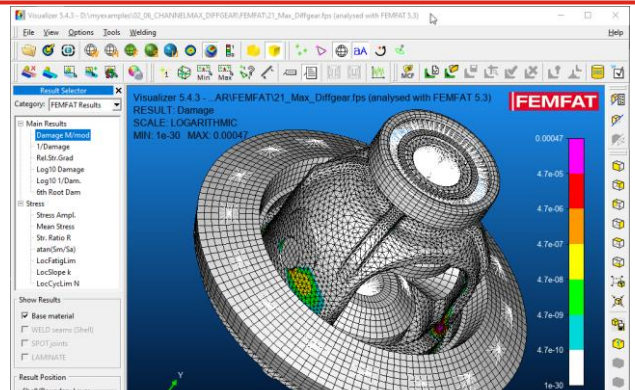 Visualizer 5.4.3 - D:\myexamples\02_06_CHANNELMAX_DIFFGEAR\FEMFAT\21_Max_Diffgear.fps (analysed with FEMFAT 5.3)
File View Options Tools Welding Help
aA
Min Max MCF
Result Selector
Category: FEMFAT Results
Main Results
Damage M/mod
1/Damage
Rel.Str.Grad
Log10 Damage
Log10 1/Dam.
6th Root Dam
Stress
Stress Ampl.
Mean Stress
Str. Ratio R
atan(Sm/Sa)
LocFatigLim
LocSlope k
LocCycLim N
Show Results
Base material
WELD seams (Shell)
SPOT joints
LAMINATE
Result Position
Visualizer 5.4.3 - ...AR\FEMFAT\21_Max_Diffgear.fps (analysed with FEMFAT 5.3)
RESULT: Damage
SCALE: LOGARITHMIC
MIN: 1e-30 MAX: 0.00047
FEMFAT
0.00047
4.7e-05
4.7e-06
4.7e-07
4.7e-08
4.7e-09
4.7e-10
1e-30
Y